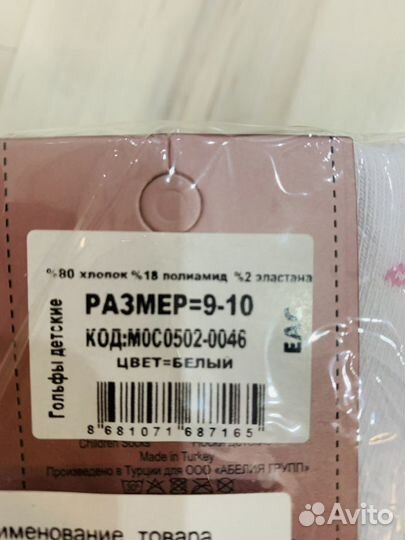 %80 хлопок %18 полиамид %2 эластана
Гольфы детские
РАЗМЕР=9-10
КОД:M0C0502-0046
ЦВЕТ=БЕЛЫЙ
EAC
8 681071 687165
Children Socks
Made in Turkey
Произведено в Турции для ООО «АБЕЛИЯ ГРУПП»
именование товара
Avito